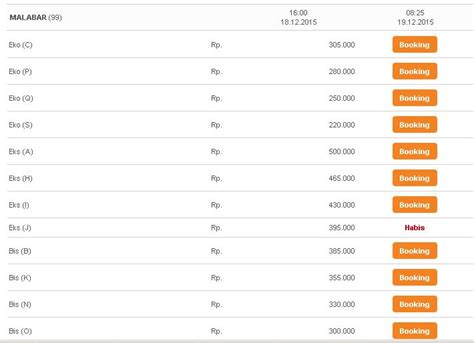 MALABAR (99) 16:00 18.12.2015 08:25 19.12.2015
Eko (C) Rp. 305.000 Booking
Eko (P) Rp. 280.000 Booking
Eko (Q) Rp. 250.000 Booking
Eko (S) Rp. 220.000 Booking
Eks (A) Rp. 500.000 Booking
Eks (H) Rp. 465.000 Booking
Eks (I) Rp. 430.000 Booking
Eks (J) Rp. 395.000 Habis
Bis (B) Rp. 385.000 Booking
Bis (K) Rp. 355.000 Booking
Bis (N) Rp. 330.000 Booking
Bis (O) Rp. 300.000 Booking